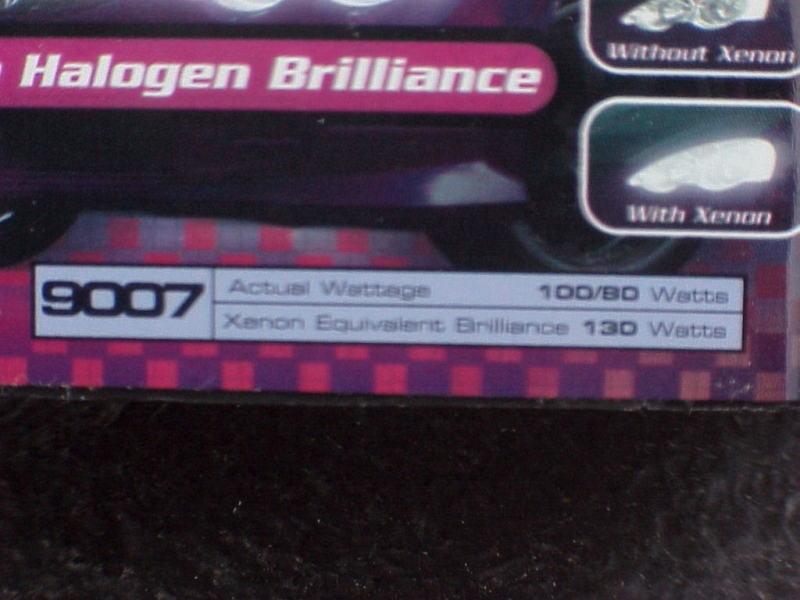 Without Xenon
Halogen Brilliance
With Xenon
9007
Actual Wattage 100/80 Watts
Xenon Equivalent Brilliance 130 Watts